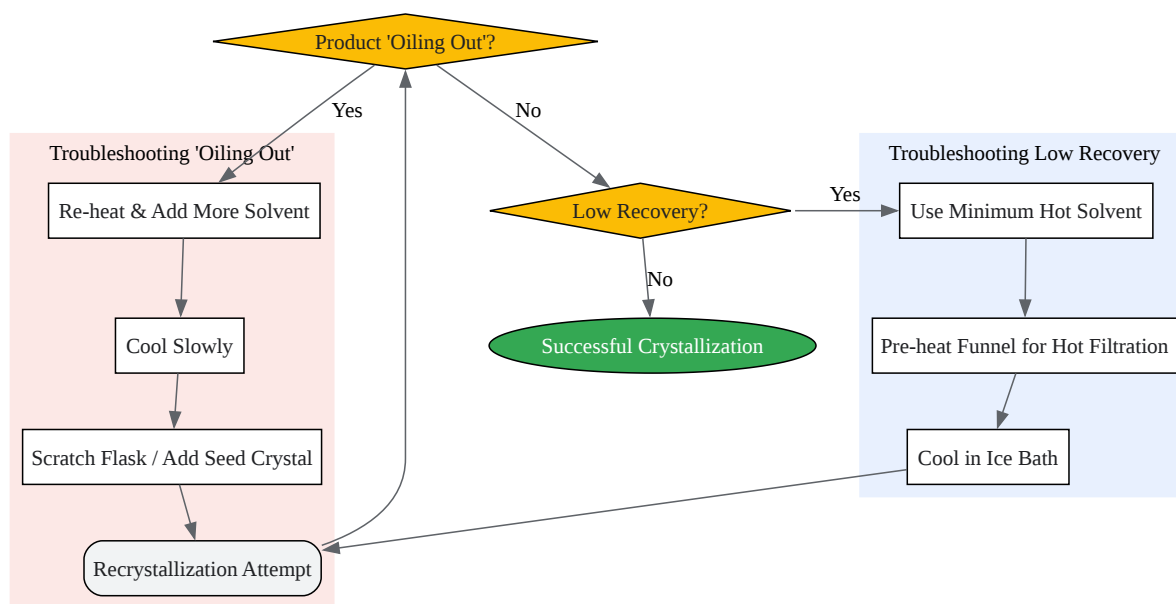 Product 'Oiling Out'?
Yes
No
Troubleshooting 'Oiling Out'
Troubleshooting Low Recovery
Re-heat & Add More Solvent
Low Recovery?
Yes
Use Minimum Hot Solvent
No
Cool Slowly
Successful Crystallization
Pre-heat Funnel for Hot Filtration
Scratch Flask / Add Seed Crystal
Cool in Ice Bath
Recrystallization Attempt